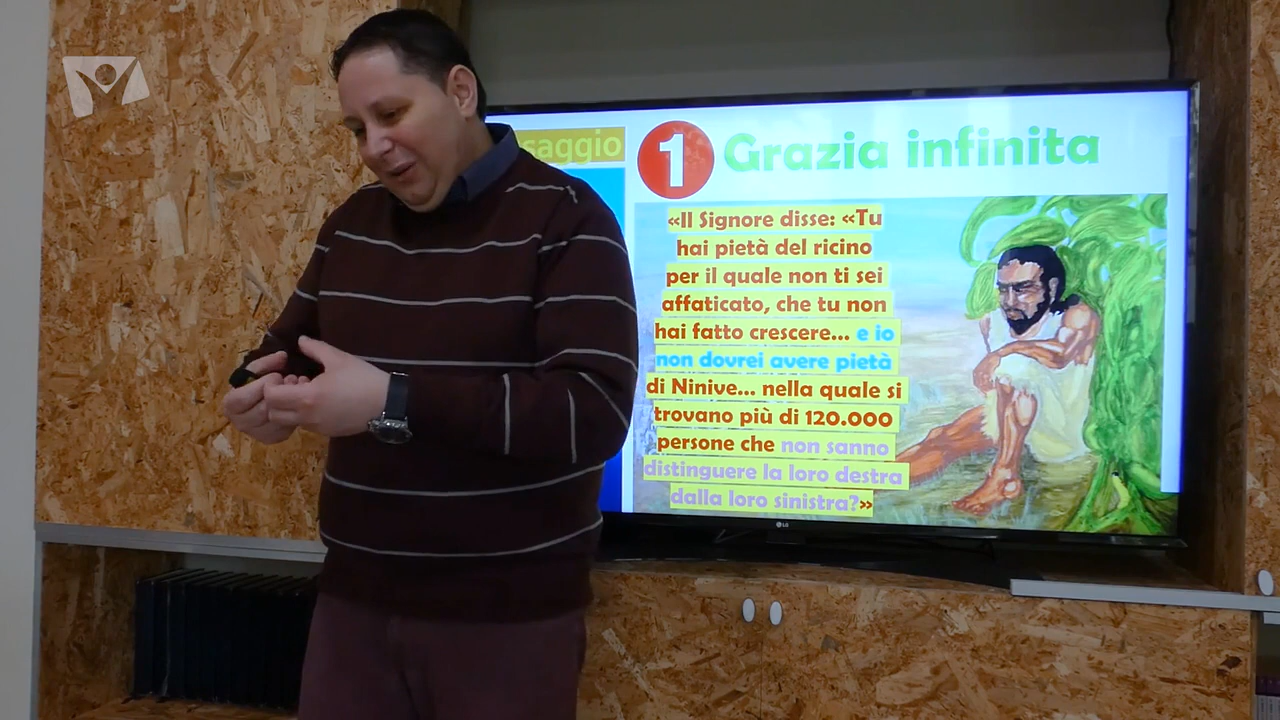 saggio
1 Grazia infinita
«Il Signore disse: «Tu
hai pietà del ricino
per il quale non ti sei
affaticato, che tu non
hai fatto crescere... e io
non dovrei avere pietà
di Ninive... nella quale si
trovano più di 120.000
persone che non sanno
distinguere la loro destra
dalla loro sinistra?»
LG